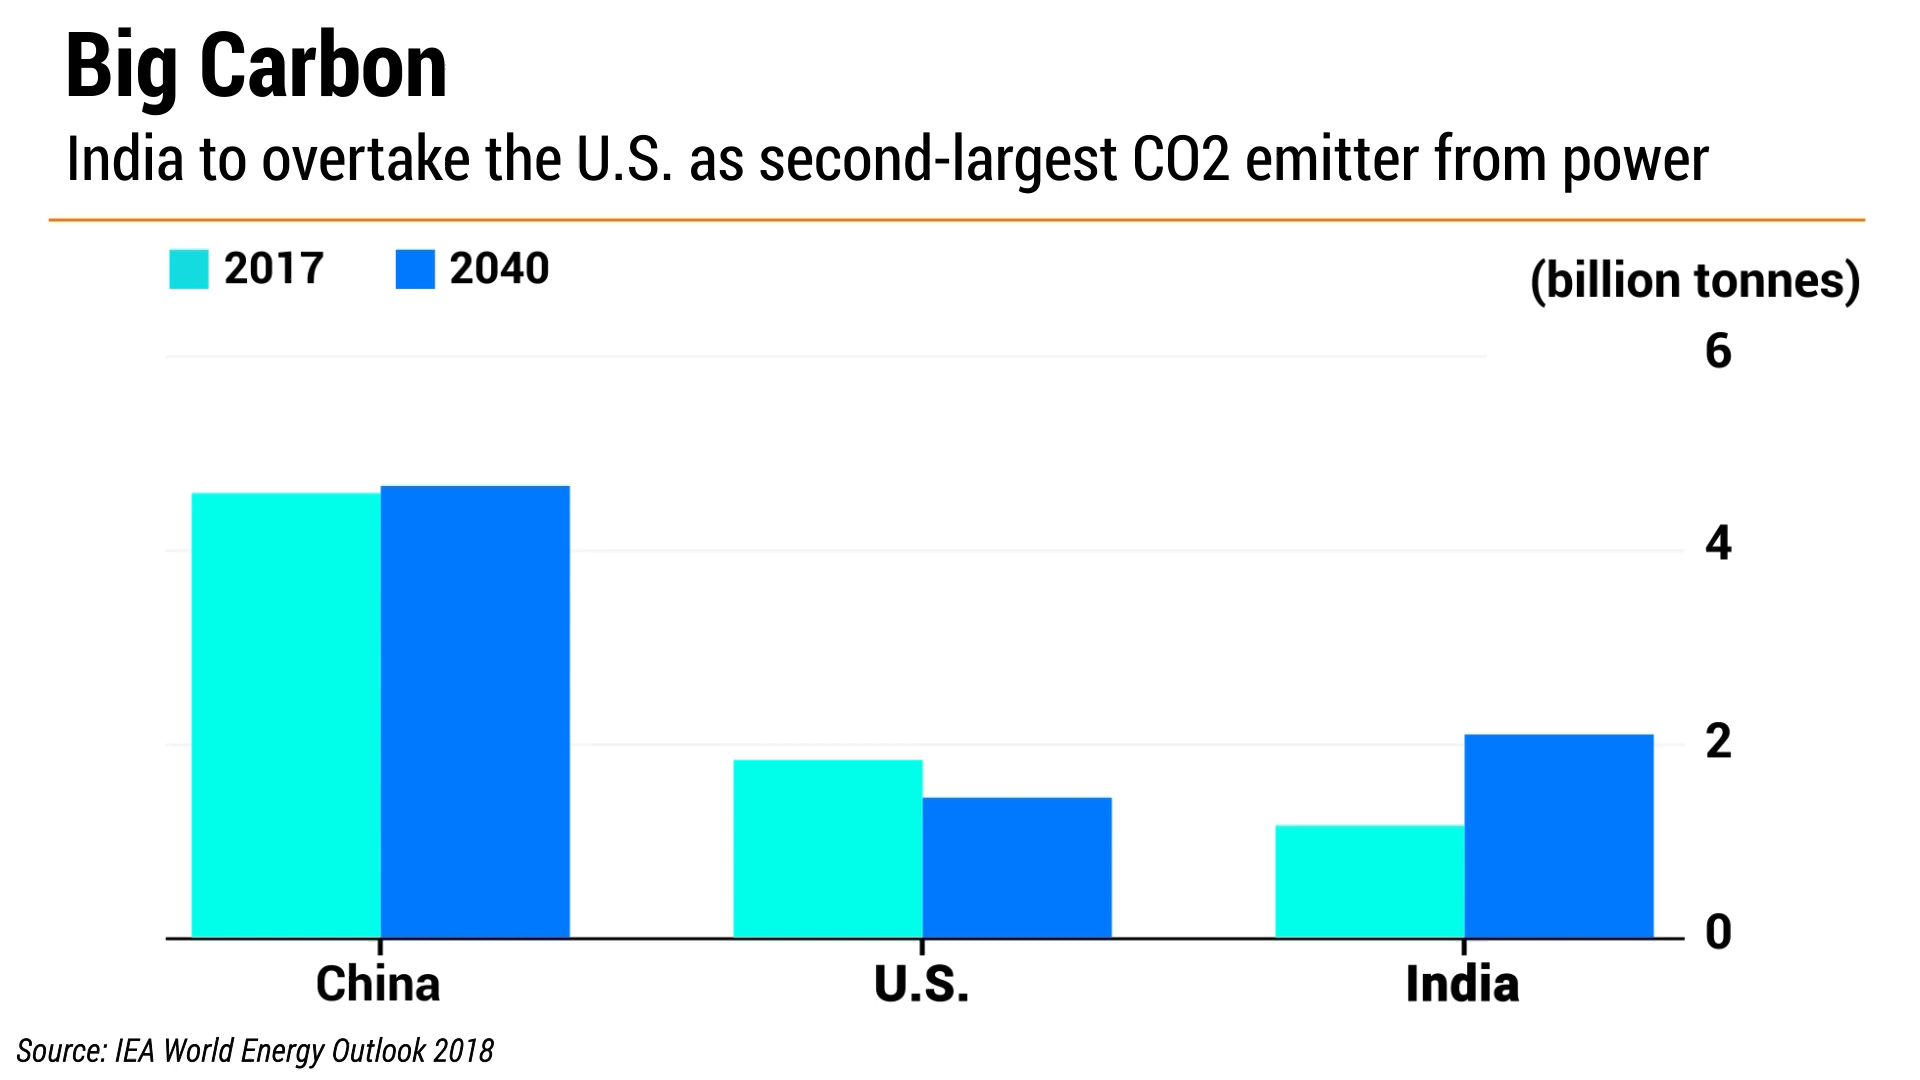 Big Carbon
India to overtake the U.S. as second-largest CO2 emitter from power
2017 2040
(billion tonnes)
6
4
2
0
China U.S. India
Source: IEA World Energy Outlook 2018